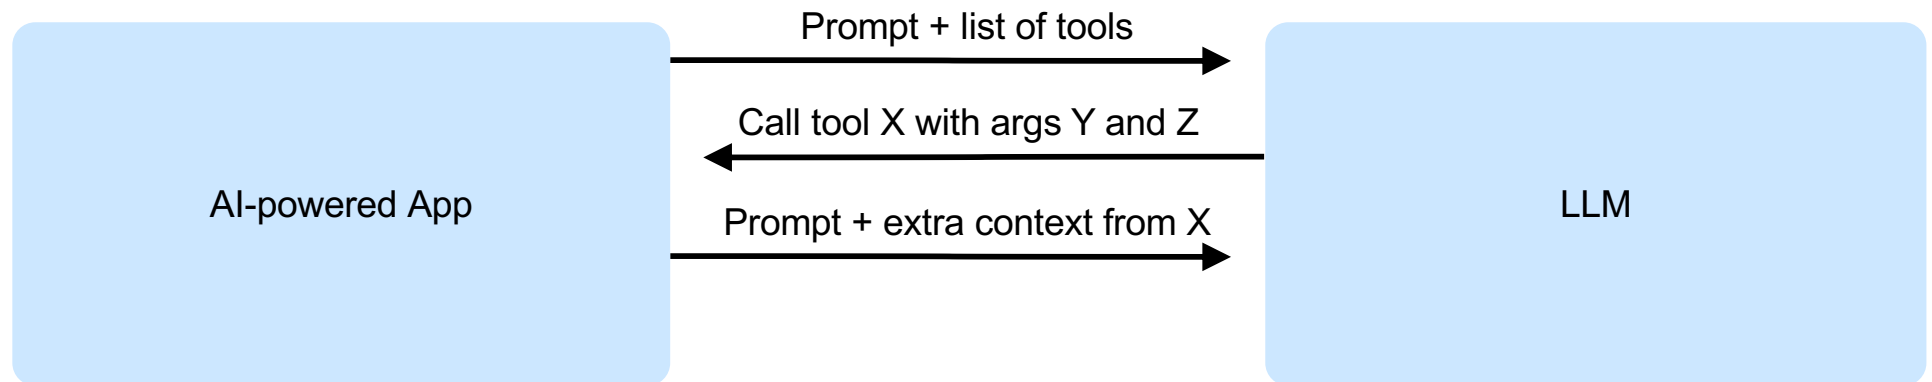 Prompt + list of tools
Call tool X with args Y and Z
AI-powered App
LLM
Prompt + extra context from X